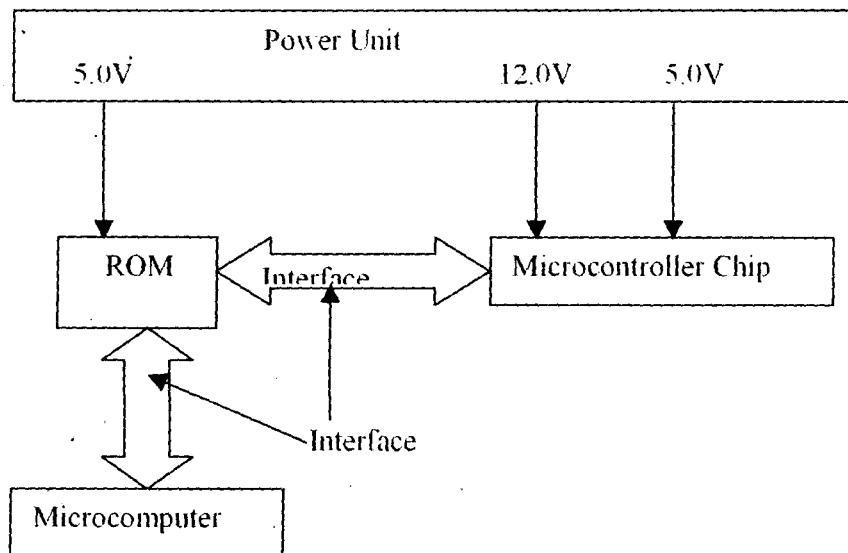 Power Unit
5.0V 12.0V 5.0V
ROM
Interface
Microcontroller Chip
Interface
Microcomputer